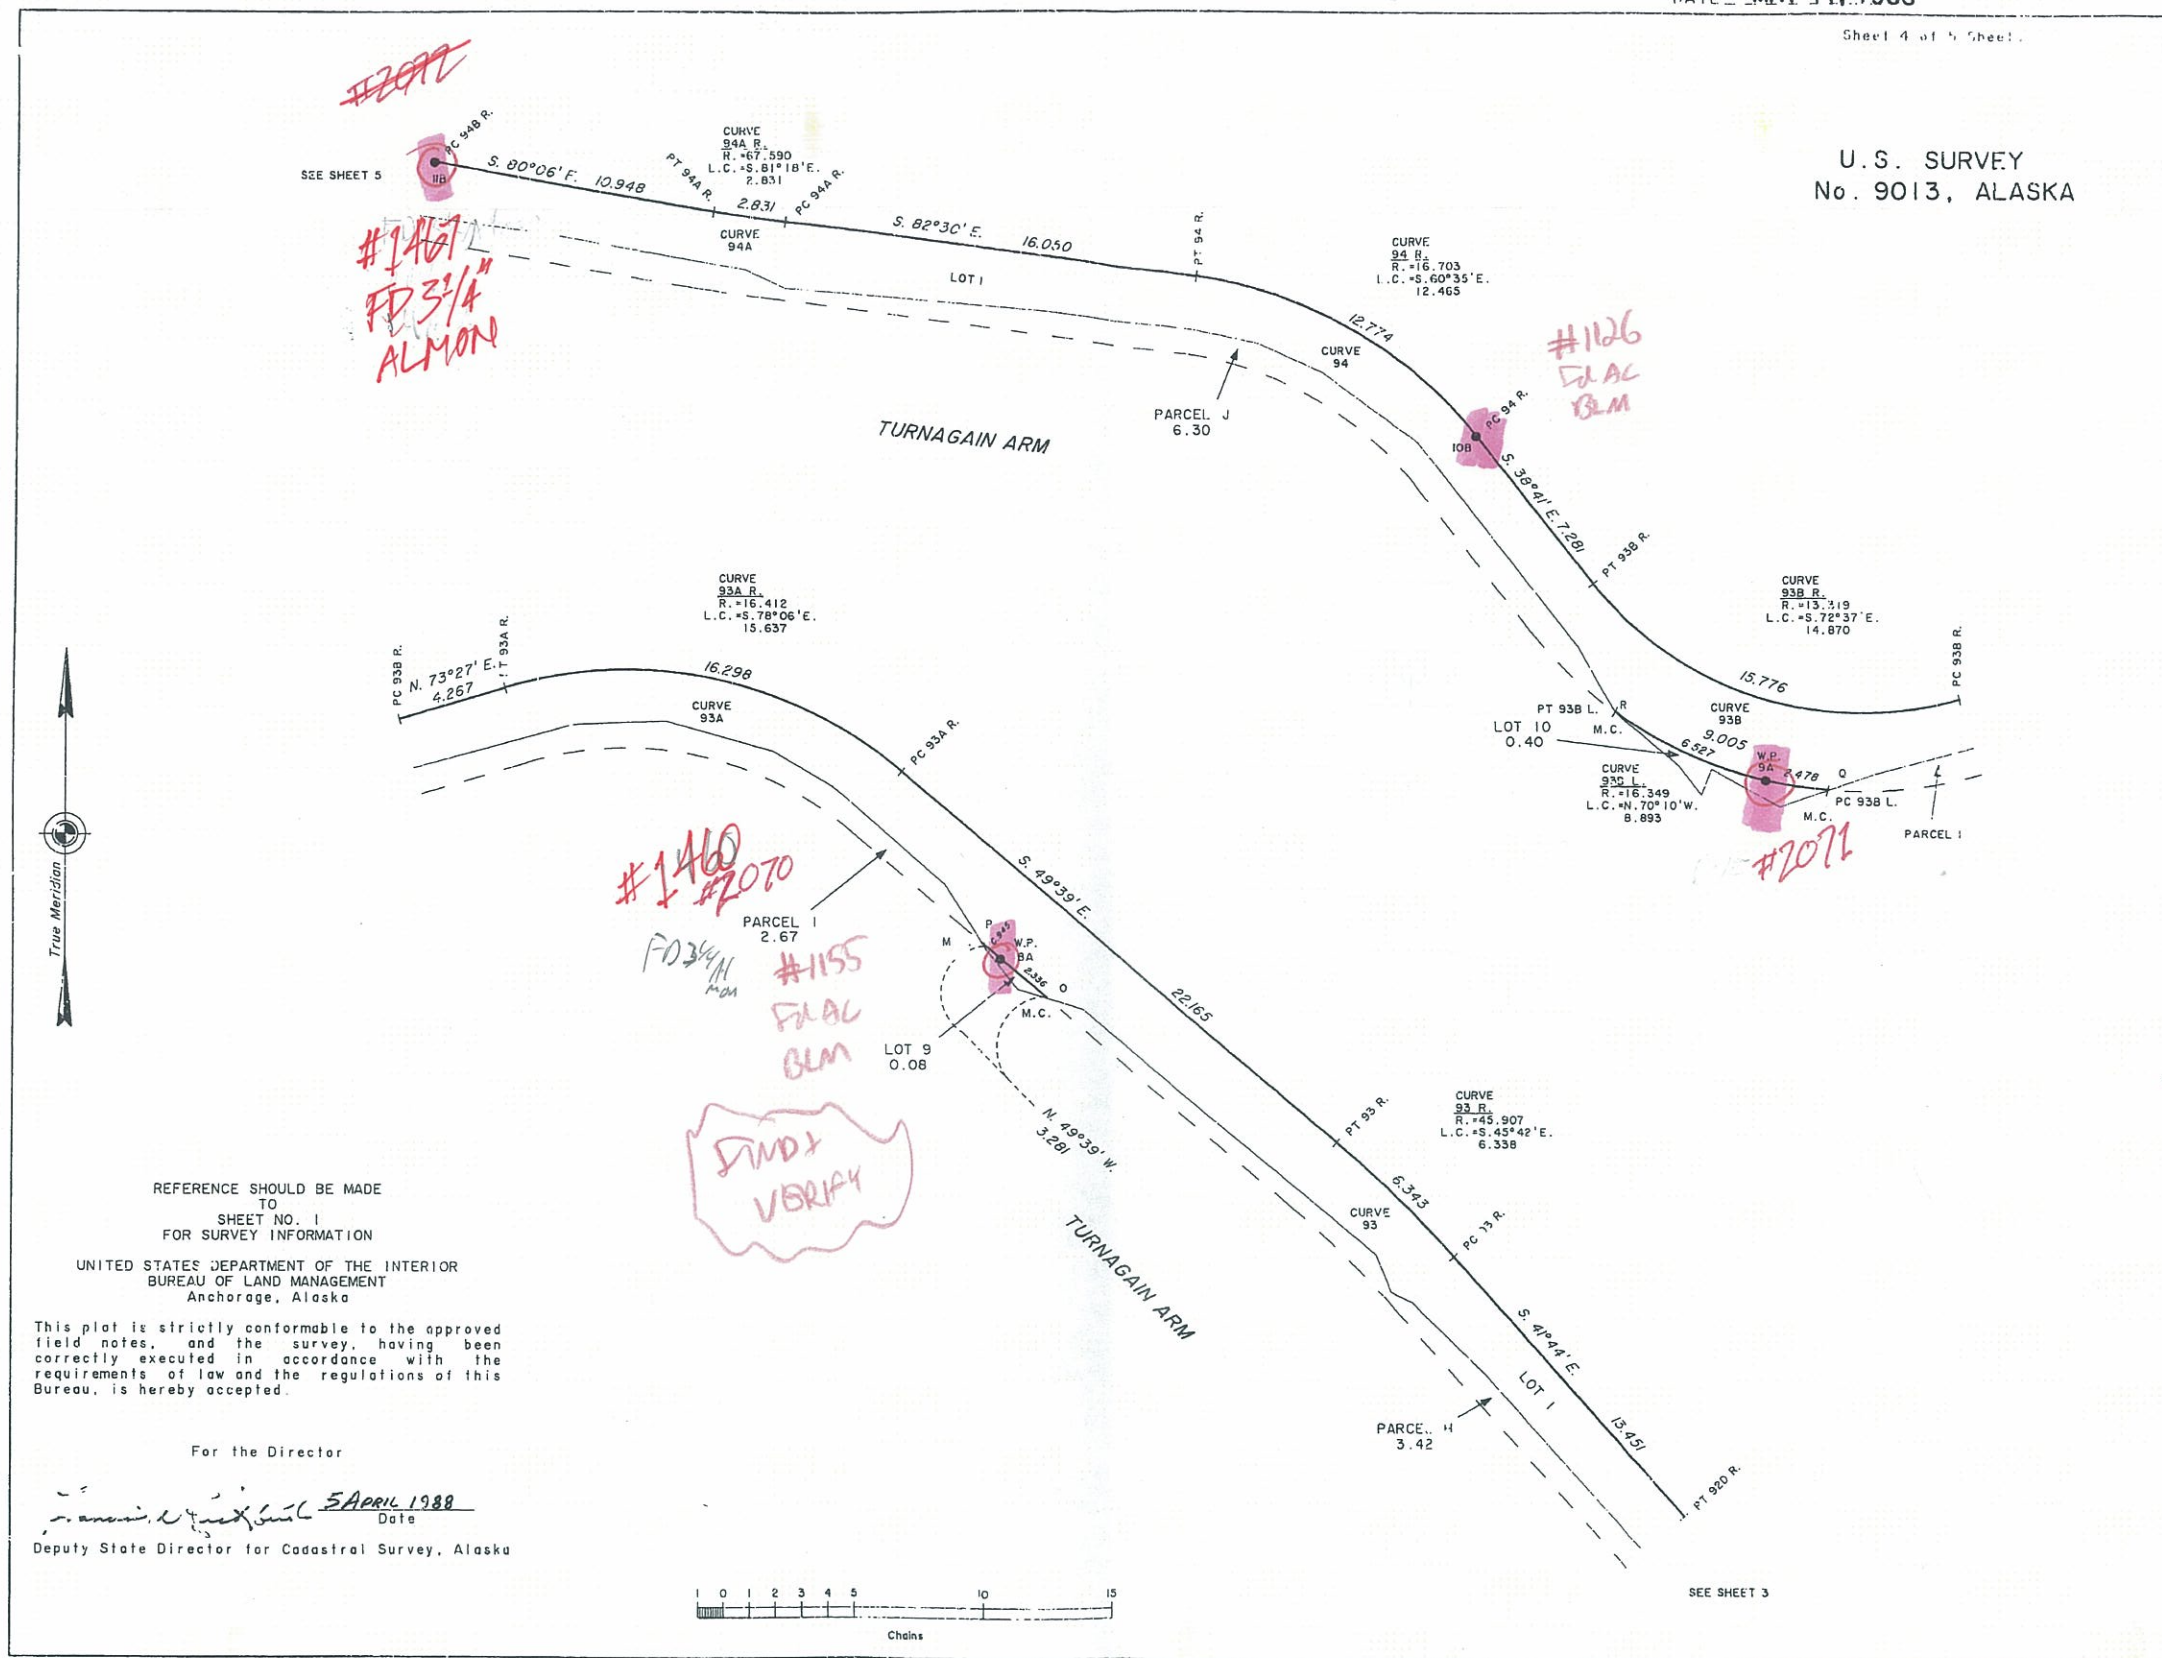 Sheet 4 of 5 Sheets
U.S. SURVEY
No. 9013, ALASKA
#2072
PC 94B R.
SEE SHEET 5
11B
S. 80°06' E. 10.948
PT 94A R.
CURVE
94A R.
R.=67.590
L.C.=S.81°18'E.
2.831
2.831
PC 94A R.
CURVE
94A
S. 82°30' E. 16.050
LOT 1
PT 94 R.
CURVE
94 R.
R.=16.703
L.C.=S.60°35'E.
12.465
12.774
CURVE
94
#1467
FD 3 1/4"
ALMON
#1126
Fd AC
BLM
PC 94 R.
10B
PARCEL J
6.30
TURNAGAIN ARM
S. 38°41' E. 7.281
PT 93B R.
CURVE
93B R.
R.=13.319
L.C.=S.72°37'E.
14.870
15.776
PC 93B R.
CURVE
93B
PT 93B L.
R
M.C.
LOT 10
0.40
9.005
6.527
W.P.
9A
2.478
Q
PC 93B L.
M.C.
CURVE
93B L.
R.=16.349
L.C.=N.70°10'W.
8.893
PARCEL I
#2071
CURVE
93A R.
R.=16.412
L.C.=S.78°06'E.
15.637
PC 93B R.
N. 73°27' E.
4.267
PT 93A R.
16.298
CURVE
93A
PC 93A R.
#1460
#2070
PARCEL I
2.67
FD 3 1/4 Al
mon
#1155
Fd AC
BLM
FIND &
VERIFY
M
P
0.945
W.P.
8A
2.336
O
M.C.
LOT 9
0.08
N. 49°39' W.
3.281
S. 49°39' E.
22.165
PT 93 R.
CURVE
93 R.
R.=45.907
L.C.=S.45°42'E.
6.338
6.343
CURVE
93
PC 93 R.
TURNAGAIN ARM
S. 41°44' E.
13.451
LOT 1
PARCEL H
3.42
PT 92D R.
SEE SHEET 3
True Meridian
REFERENCE SHOULD BE MADE
TO
SHEET NO. 1
FOR SURVEY INFORMATION
UNITED STATES DEPARTMENT OF THE INTERIOR
BUREAU OF LAND MANAGEMENT
Anchorage, Alaska
This plat is strictly conformable to the approved
field notes, and the survey, having been
correctly executed in accordance with the
requirements of law and the regulations of this
Bureau, is hereby accepted.
For the Director
5 APRIL 1988
Date
Deputy State Director for Cadastral Survey, Alaska
1 0 1 2 3 4 5 10 15
Chains